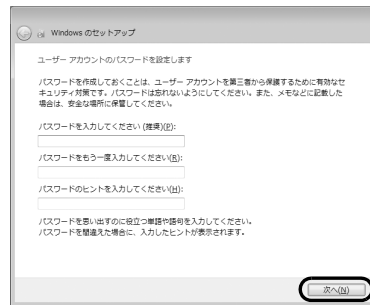 Windows のセットアップ
ユーザー アカウントのパスワードを設定します
パスワードを作成しておくことは、ユーザー アカウントを第三者から保護するために有効なセ
キュリティ対策です。パスワードは忘れないようにしてください。また、メモなどに記載した
場合は、安全な場所に保管してください。
パスワードを入力してください (推奨)(P):
パスワードをもう一度入力してください(R):
パスワードのヒントを入力してください(H):
パスワードを思い出すのに役立つ単語や語句を入力してください。
パスワードを間違えた場合に、入力したヒントが表示されます。
次へ(N)